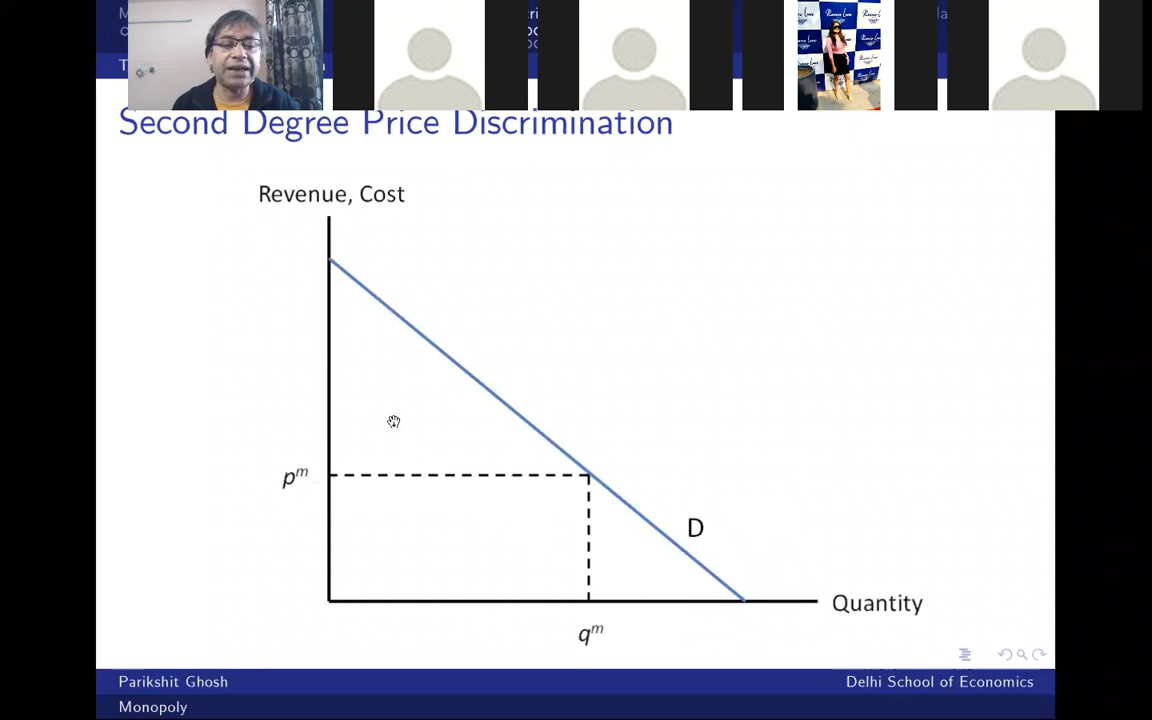 Second Degree Price Discrimination
Revenue, Cost
p^m
D
Quantity
q^m
Parikshit Ghosh
Delhi School of Economics
Monopoly